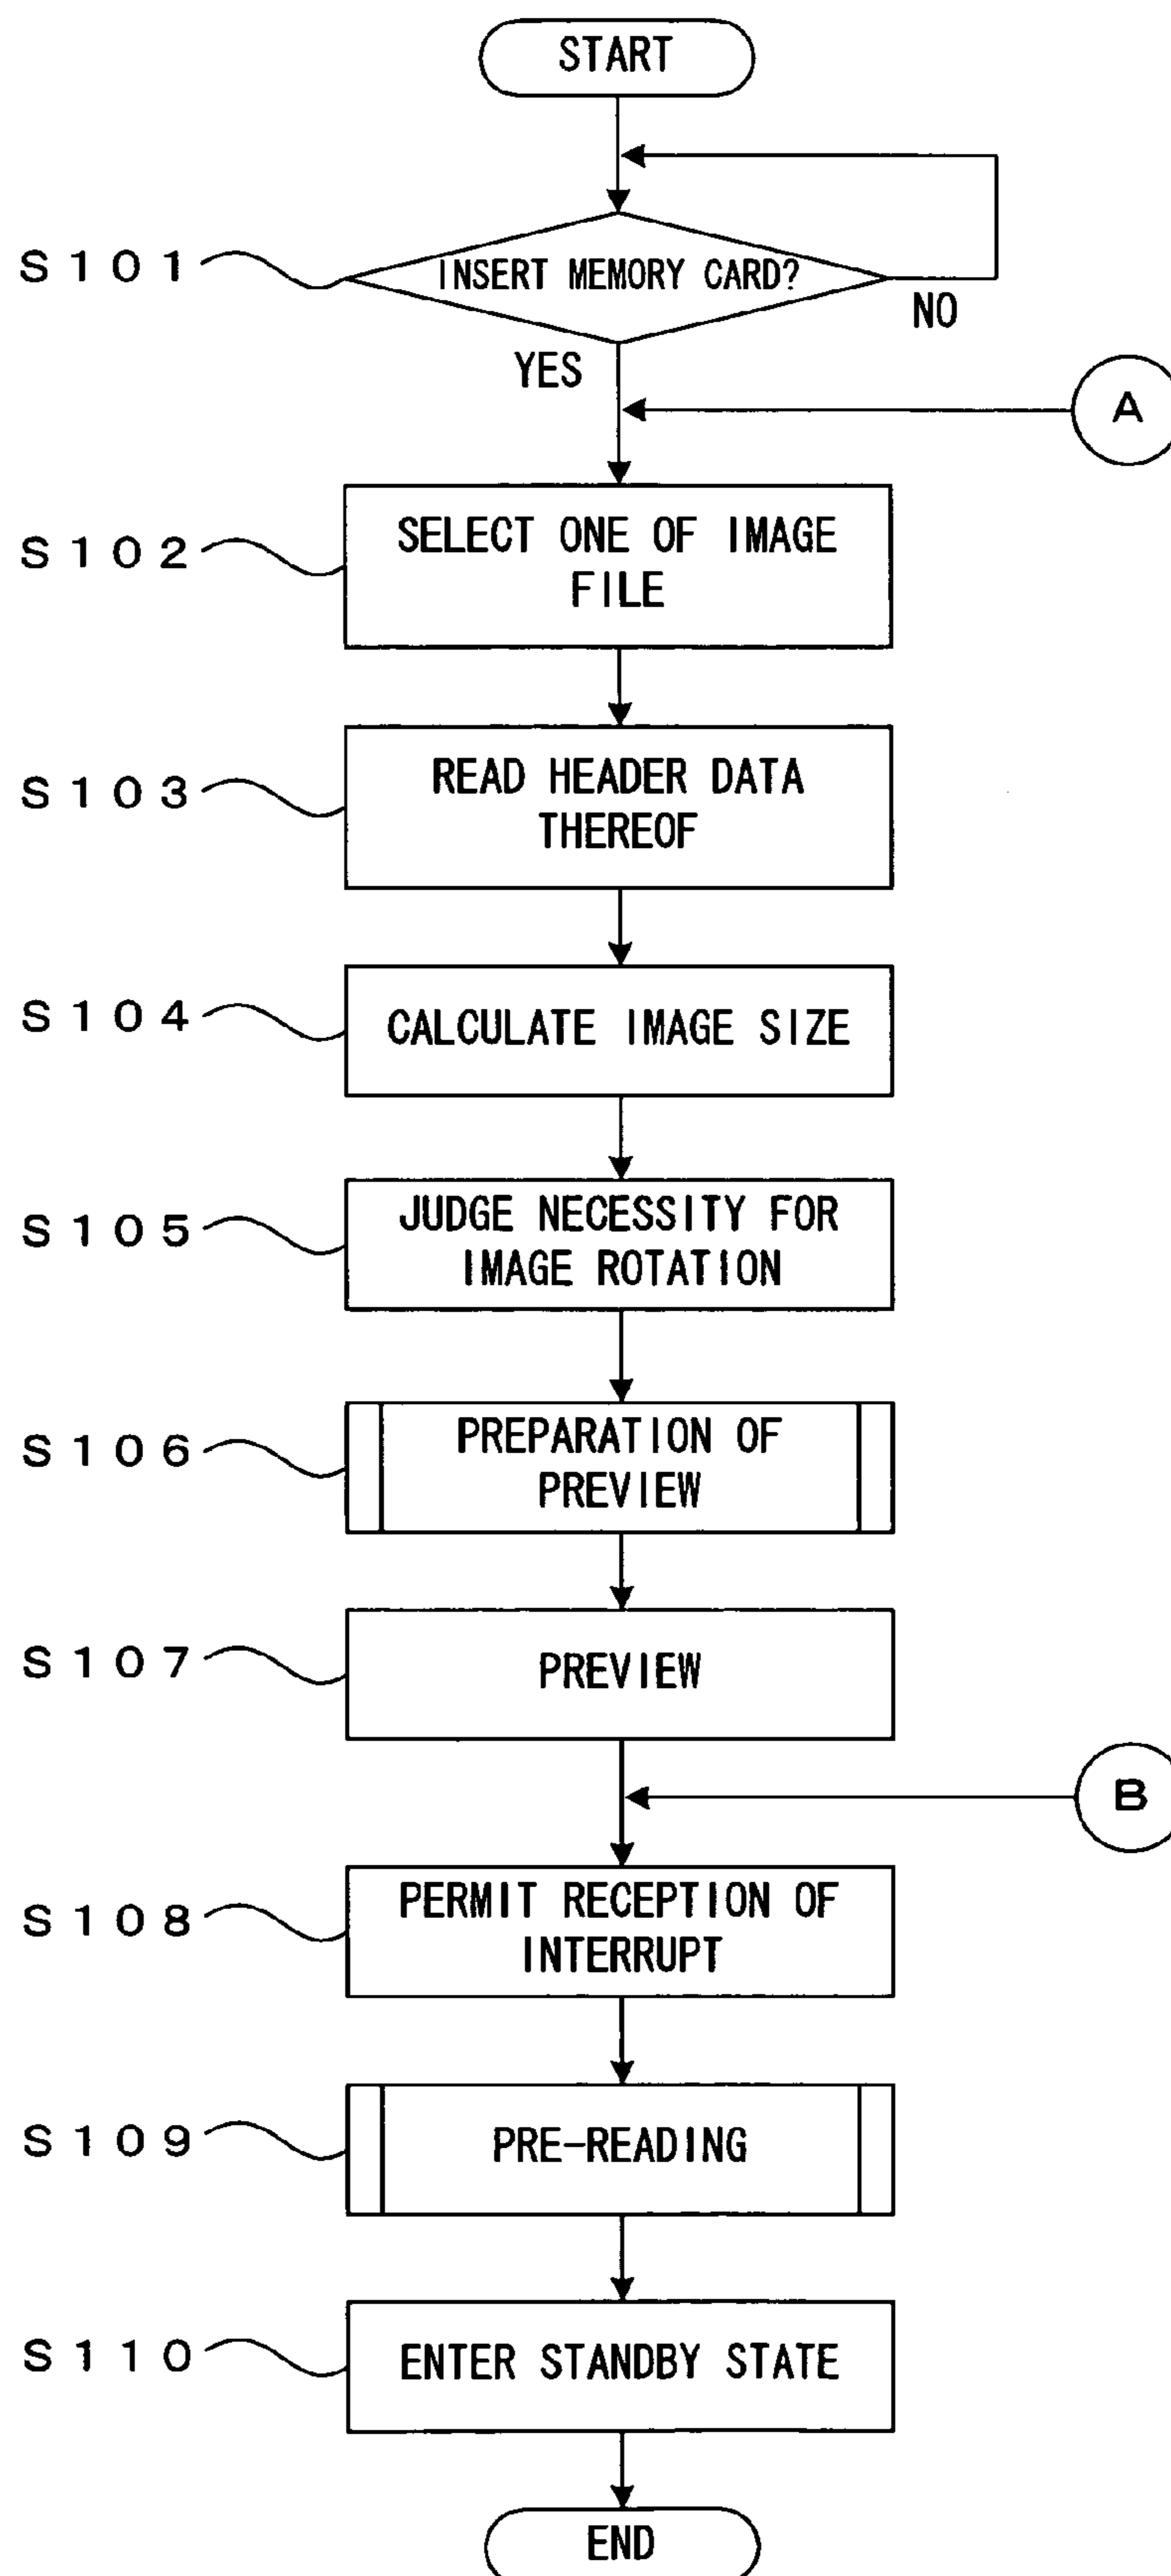 START
S101
INSERT MEMORY CARD?
NO
YES
A
S102
SELECT ONE OF IMAGE
FILE
S103
READ HEADER DATA
THEREOF
S104
CALCULATE IMAGE SIZE
S105
JUDGE NECESSITY FOR
IMAGE ROTATION
S106
PREPARATION OF
PREVIEW
S107
PREVIEW
B
S108
PERMIT RECEPTION OF
INTERRUPT
S109
PRE-READING
S110
ENTER STANDBY STATE
END